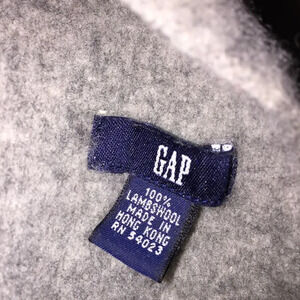 GAP
100%
LAMBSWOOL
MADE IN
HONG KONG
RN 54023